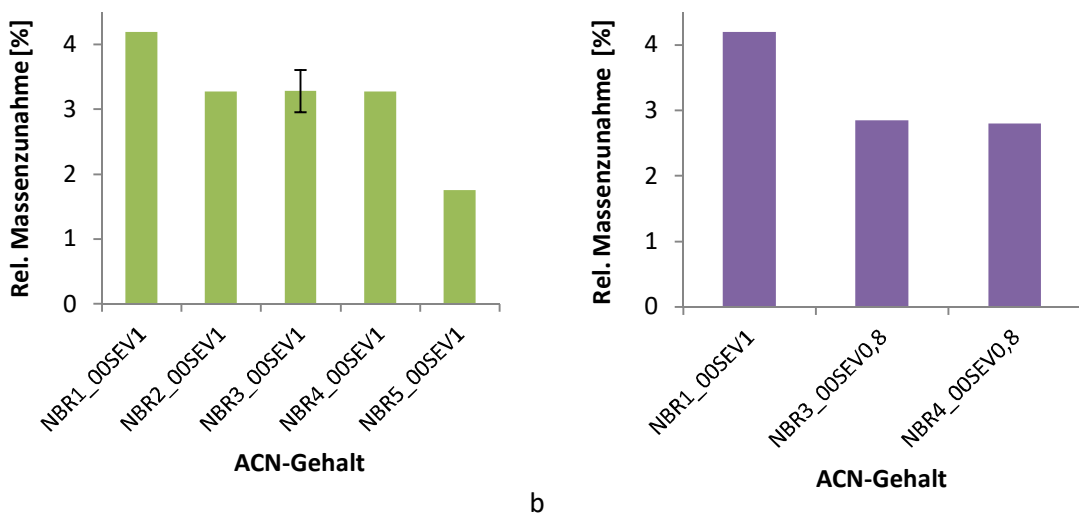 Rel. Massenzunahme [%]
4
3
2
1
0
NBR1_00SEV1
NBR2_00SEV1
NBR3_00SEV1
NBR4_00SEV1
NBR5_00SEV1
ACN-Gehalt
b
Rel. Massenzunahme [%]
4
3
2
1
0
NBR1_00SEV1
NBR3_00SEV0,8
NBR4_00SEV0,8
ACN-Gehalt